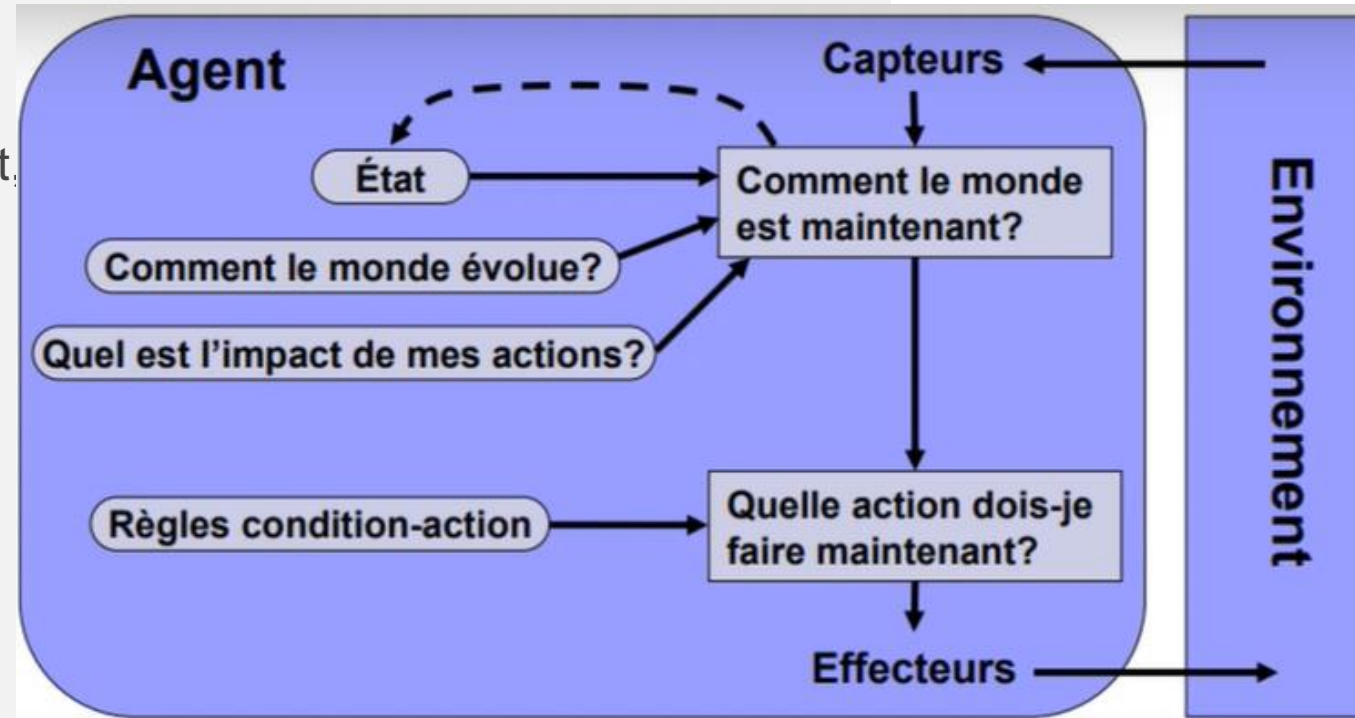 Agent
Capteurs
t,
État
Comment le monde
est maintenant?
Comment le monde évolue?
Quel est l'impact de mes actions?
Règles condition-action
Quelle action dois-je
faire maintenant?
Effecteurs
Environnement